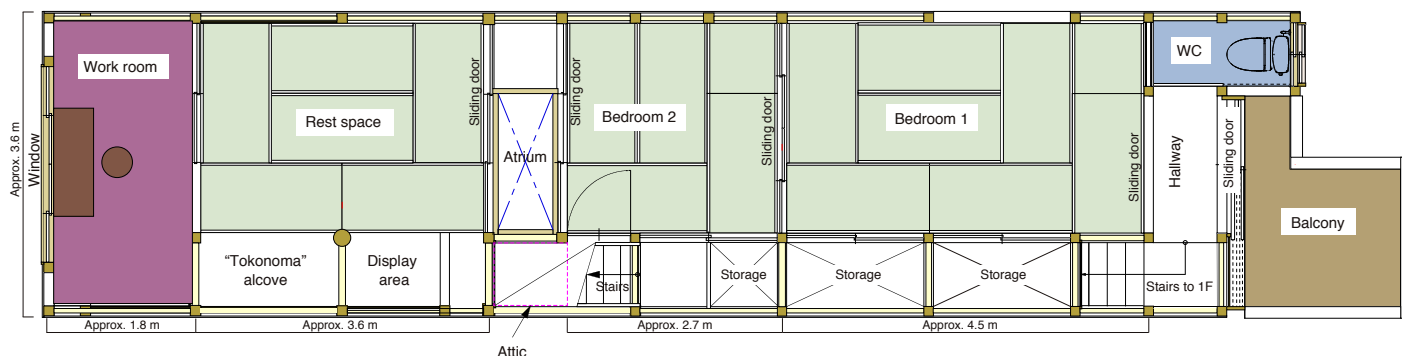 Work room
Rest space
Sliding door
Atrium
Sliding door
Bedroom 2
Sliding door
Bedroom 1
Sliding door
WC
Hallway
Sliding door
Balcony
Approx. 3.6 m
Window
“Tokonoma”
alcove
Display
area
Stairs
Storage
Storage
Storage
Stairs to 1F
Approx. 1.8 m
Approx. 3.6 m
Attic
Approx. 2.7 m
Approx. 4.5 m